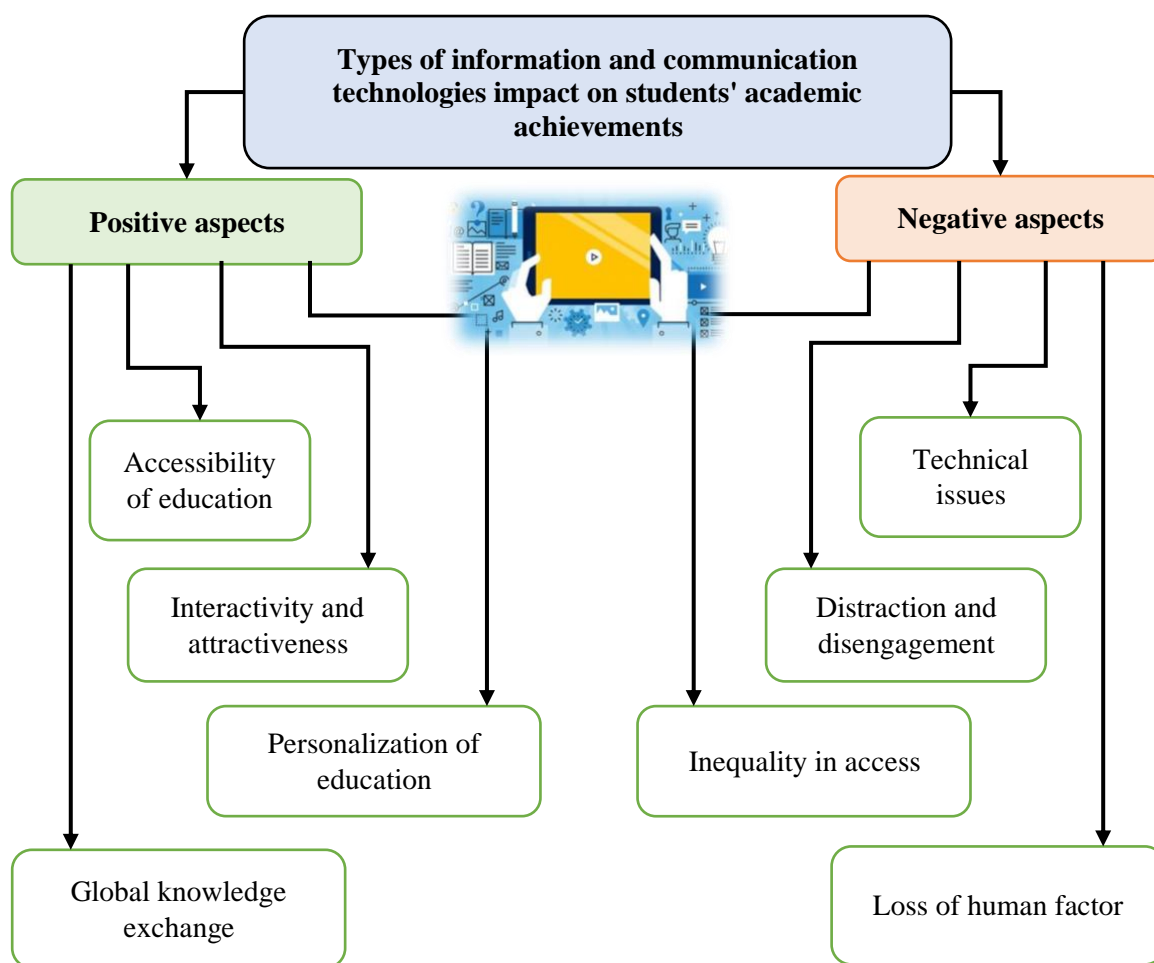 Types of information and communication
technologies impact on students' academic
achievements
Positive aspects
Negative aspects
Accessibility
of education
Technical
issues
Interactivity and
attractiveness
Distraction and
disengagement
Personalization of
education
Inequality in access
Global knowledge
exchange
Loss of human factor